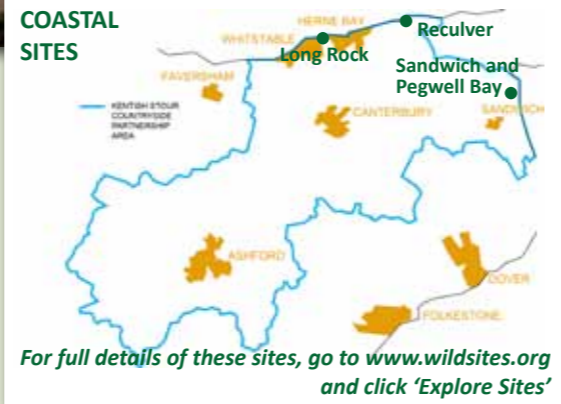 COASTAL
SITES
HERNE BAY
Reculver
WHITSTABLE
Long Rock
Sandwich and
Pegwell Bay
FAVERSHAM
KENTISH STOUR
COUNTRYSIDE
PARTNERSHIP
AREA
CANTERBURY
SANDWICH
ASHFORD
DOVER
FOLKESTONE
For full details of these sites, go to www.wildsites.org
and click ‘Explore Sites’